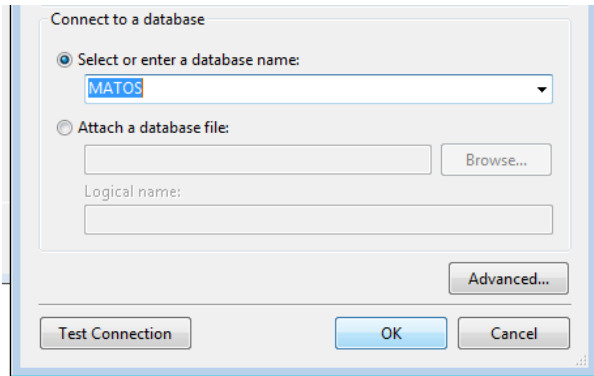 Connect to a database
Select or enter a database name:
MATOS
Attach a database file:
Browse...
Logical name:
Advanced...
Test Connection OK Cancel